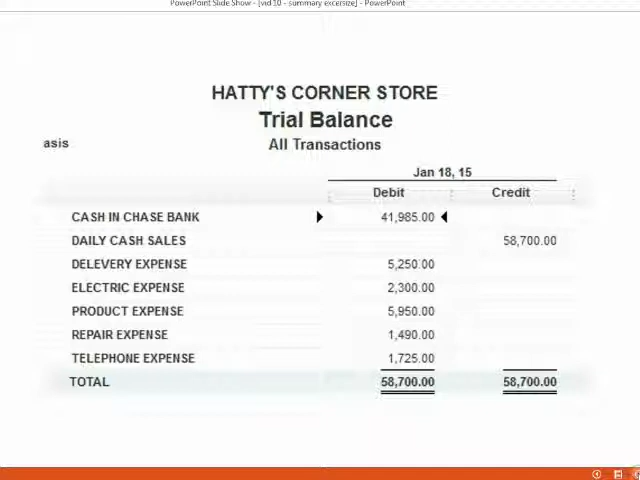 PowerPoint Slide Show - [vid 10 - summary excersize] - PowerPoint
HATTY'S CORNER STORE
Trial Balance
asis All Transactions
Jan 18, 15
Debit Credit
CASH IN CHASE BANK 41,985.00
DAILY CASH SALES 58,700.00
DELEVERY EXPENSE 5,250.00
ELECTRIC EXPENSE 2,300.00
PRODUCT EXPENSE 5,950.00
REPAIR EXPENSE 1,490.00
TELEPHONE EXPENSE 1,725.00
TOTAL 58,700.00 58,700.00